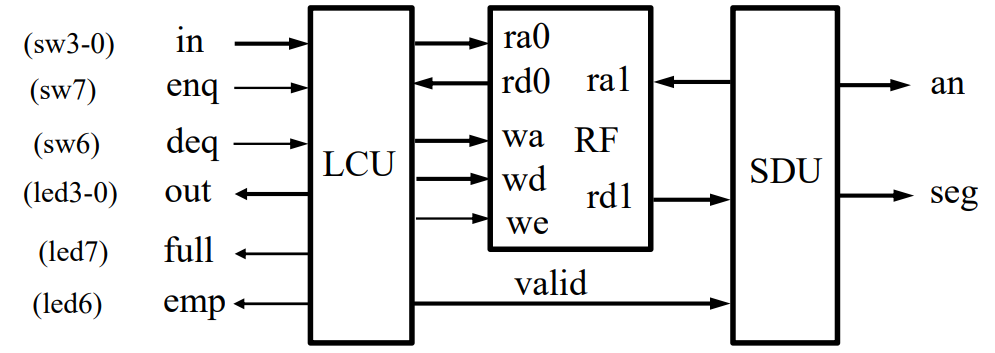 (sw3-0) in
(sw7) enq
(sw6) deq
(led3-0) out
(led7) full
(led6) emp
LCU
ra0
rd0 ra1
wa RF
wd
rd1
we
valid
SDU
an
seg